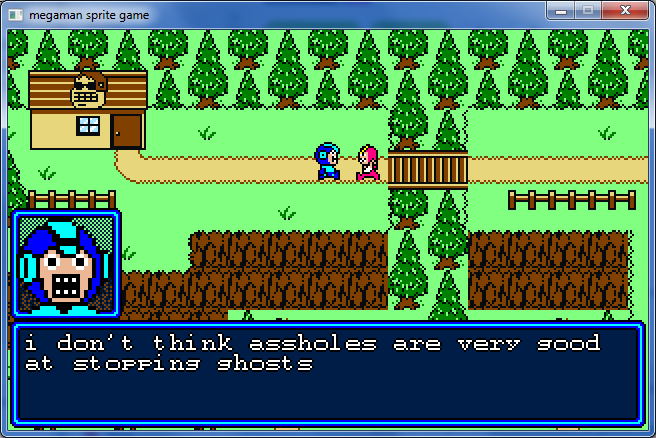 megaman sprite game
i don't think assholes are very good
at stopping ghosts